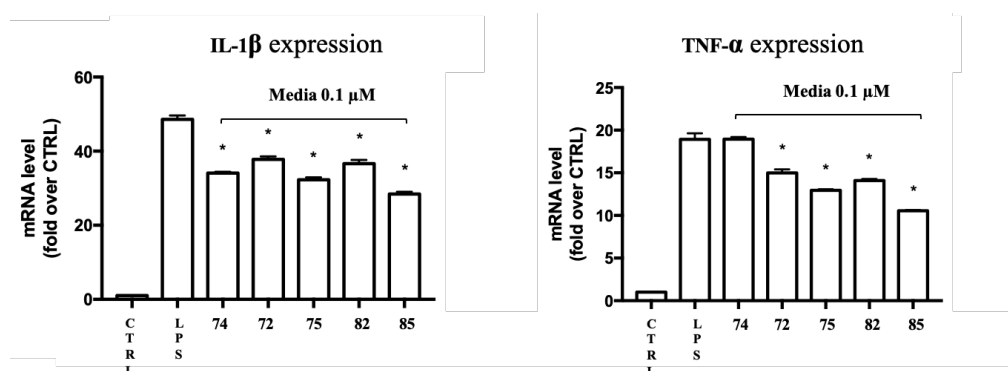 IL-1β expression
Media 0.1 µM
mRNA level
(fold over CTRL)
60
40
20
0
*
*
*
*
*
C
T
R
L
L
P
S
74
72
75
82
85
TNF-α expression
Media 0.1 µM
mRNA level
(fold over CTRL)
25
20
15
10
5
0
*
*
*
*
C
T
R
L
L
P
S
74
72
75
82
85